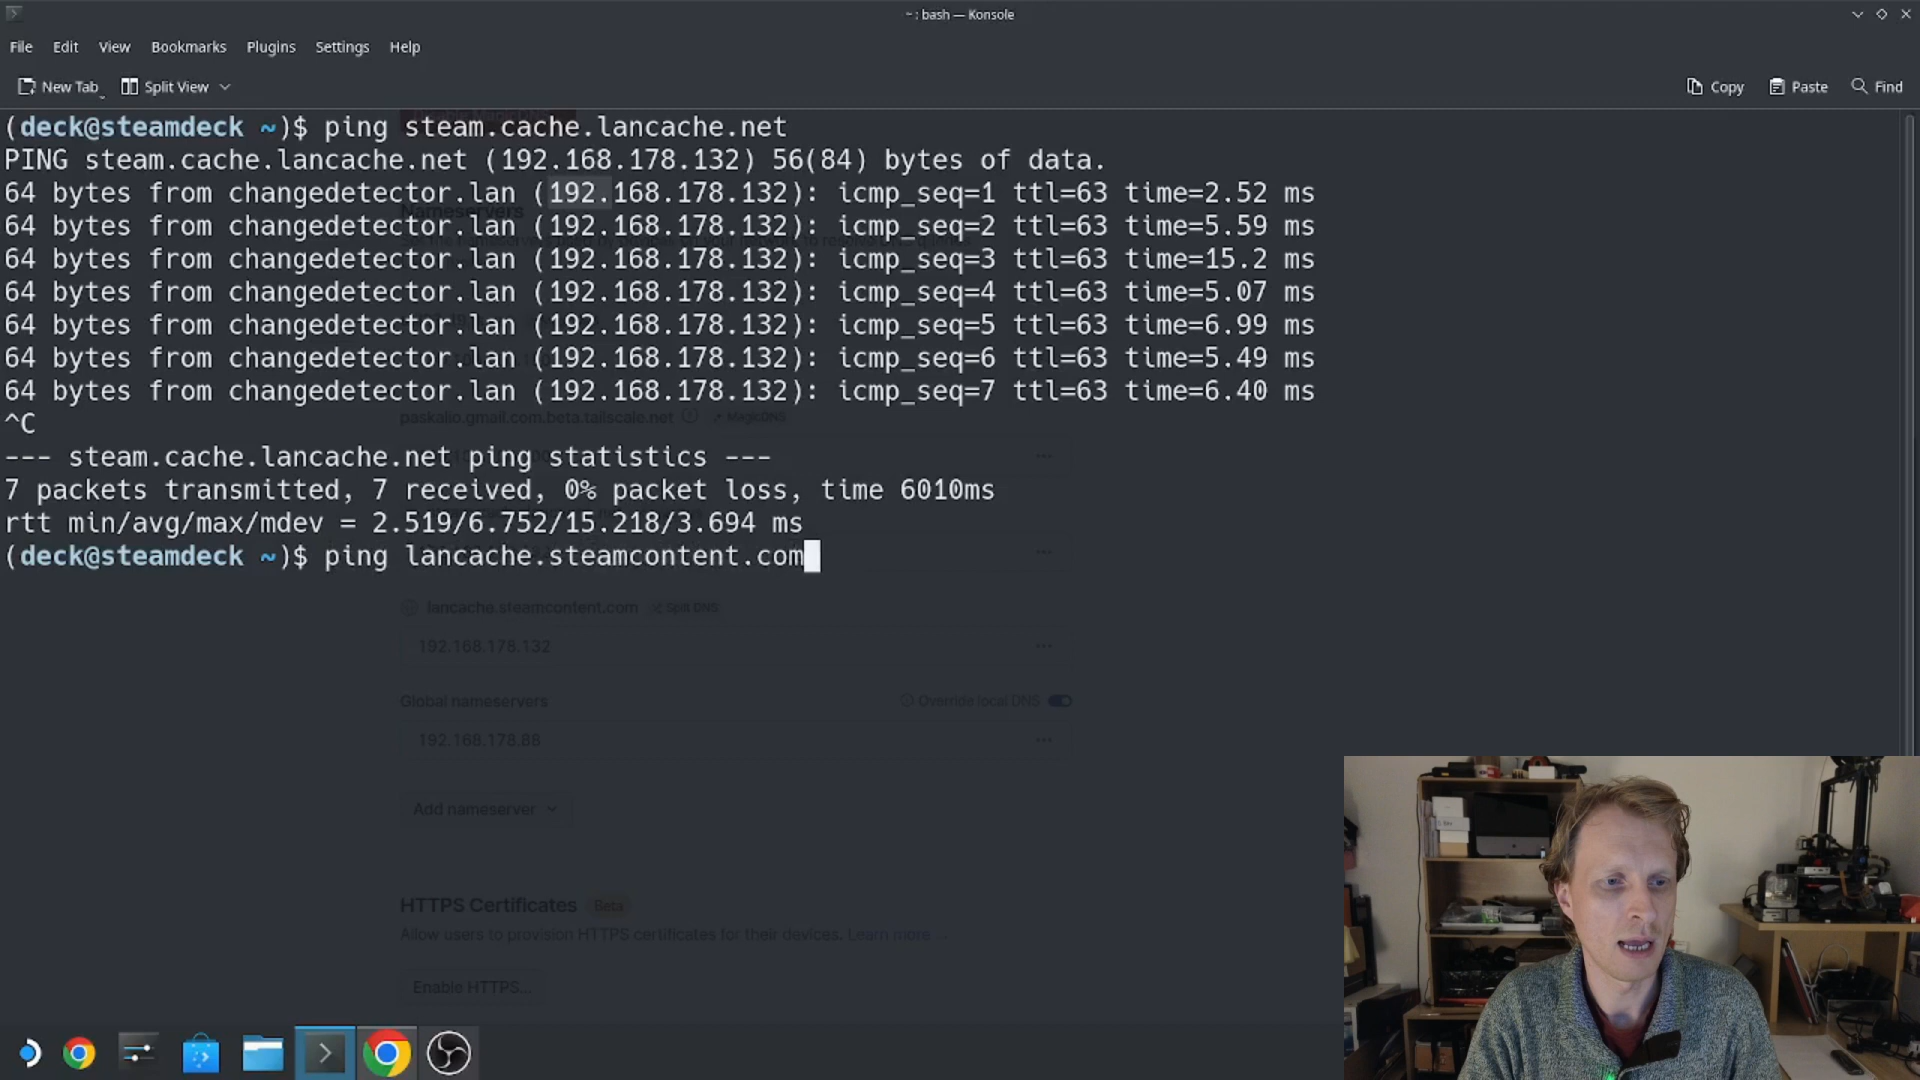 ~ : bash — Konsole
File Edit View Bookmarks Plugins Settings Help
New Tab Split View Copy Paste Find
(deck@steamdeck ~)$ ping steam.cache.lancache.net
PING steam.cache.lancache.net (192.168.178.132) 56(84) bytes of data.
64 bytes from changedetector.lan (192.168.178.132): icmp_seq=1 ttl=63 time=2.52 ms
Nameservers
64 bytes from changedetector.lan (192.168.178.132): icmp_seq=2 ttl=63 time=5.59 ms
64 bytes from changedetector.lan (192.168.178.132): icmp_seq=3 ttl=63 time=15.2 ms
64 bytes from changedetector.lan (192.168.178.132): icmp_seq=4 ttl=63 time=5.07 ms
64 bytes from changedetector.lan (192.168.178.132): icmp_seq=5 ttl=63 time=6.99 ms
64 bytes from changedetector.lan (192.168.178.132): icmp_seq=6 ttl=63 time=5.49 ms
64 bytes from changedetector.lan (192.168.178.132): icmp_seq=7 ttl=63 time=6.40 ms
paskalio.gmail.com.beta.tailscale.net MagicDNS
^C
--- steam.cache.lancache.net ping statistics ---
7 packets transmitted, 7 received, 0% packet loss, time 6010ms
rtt min/avg/max/mdev = 2.519/6.752/15.218/3.694 ms
(deck@steamdeck ~)$ ping lancache.steamcontent.com
lancache.steamcontent.com Split DNS
192.168.178.132
Global nameservers Override local DNS
192.168.178.88
Add nameserver
HTTPS Certificates Beta
Allow users to provision HTTPS certificates for their devices. Learn more
Enable HTTPS...